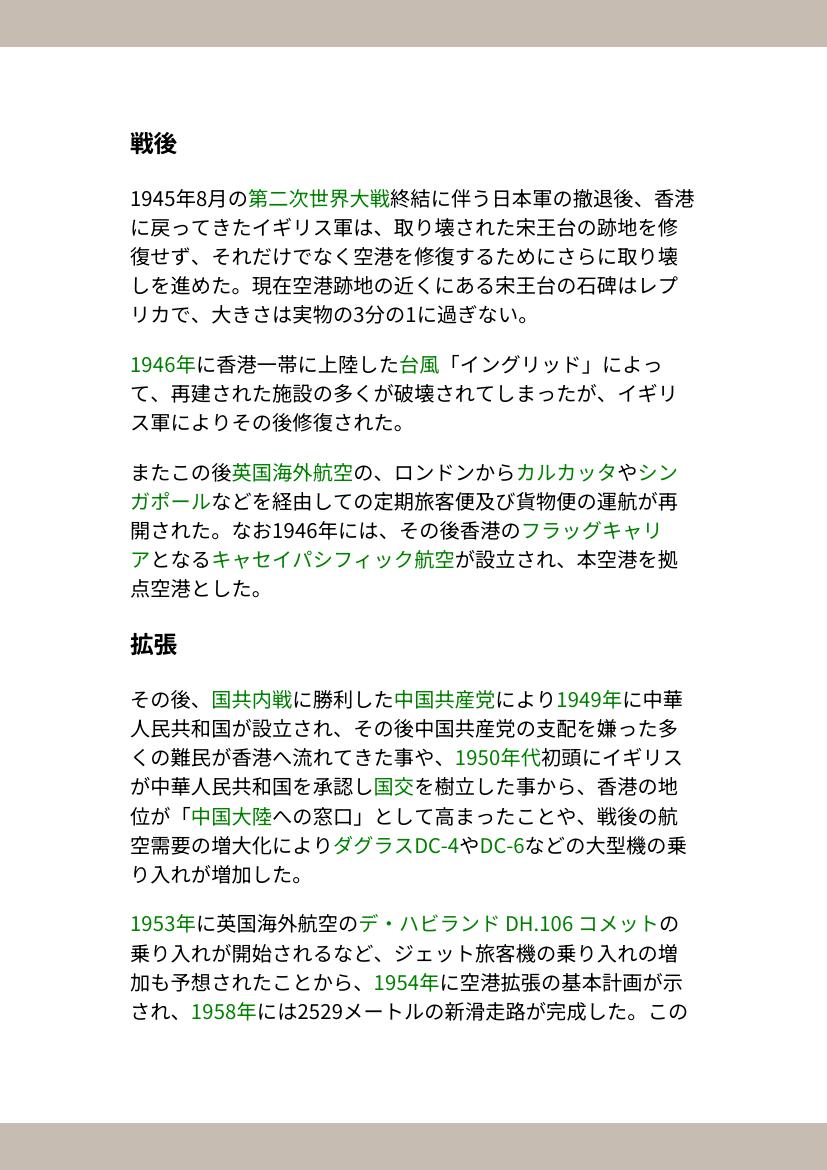 戦後
1945年8月の第二次世界大戦終結に伴う日本軍の撤退後、香港
に戻ってきたイギリス軍は、取り壊された宋王台の跡地を修
復せず、それだけでなく空港を修復するためにさらに取り壊
しを進めた。現在空港跡地の近くにある宋王台の石碑はレプ
リカで、大きさは実物の3分の1に過ぎない。
1946年に香港一帯に上陸した台風「イングリッド」によっ
て、再建された施設の多くが破壊されてしまったが、イギリ
ス軍によりその後修復された。
またこの後英国海外航空の、ロンドンからカルカッタやシン
ガポールなどを経由しての定期旅客便及び貨物便の運航が再
開された。なお1946年には、その後香港のフラッグキャリ
アとなるキャセイパシフィック航空が設立され、本空港を拠
点空港とした。
拡張
その後、国共内戦に勝利した中国共産党により1949年に中華
人民共和国が設立され、その後中国共産党の支配を嫌った多
くの難民が香港へ流れてきた事や、1950年代初頭にイギリス
が中華人民共和国を承認し国交を樹立した事から、香港の地
位が「中国大陸への窓口」として高まったことや、戦後の航
空需要の増大化によりダグラスDC-4やDC-6などの大型機の乗
り入れが増加した。
1953年に英国海外航空のデ・ハビランド DH.106 コメットの
乗り入れが開始されるなど、ジェット旅客機の乗り入れの増
加も予想されたことから、1954年に空港拡張の基本計画が示
され、1958年には2529メートルの新滑走路が完成した。この